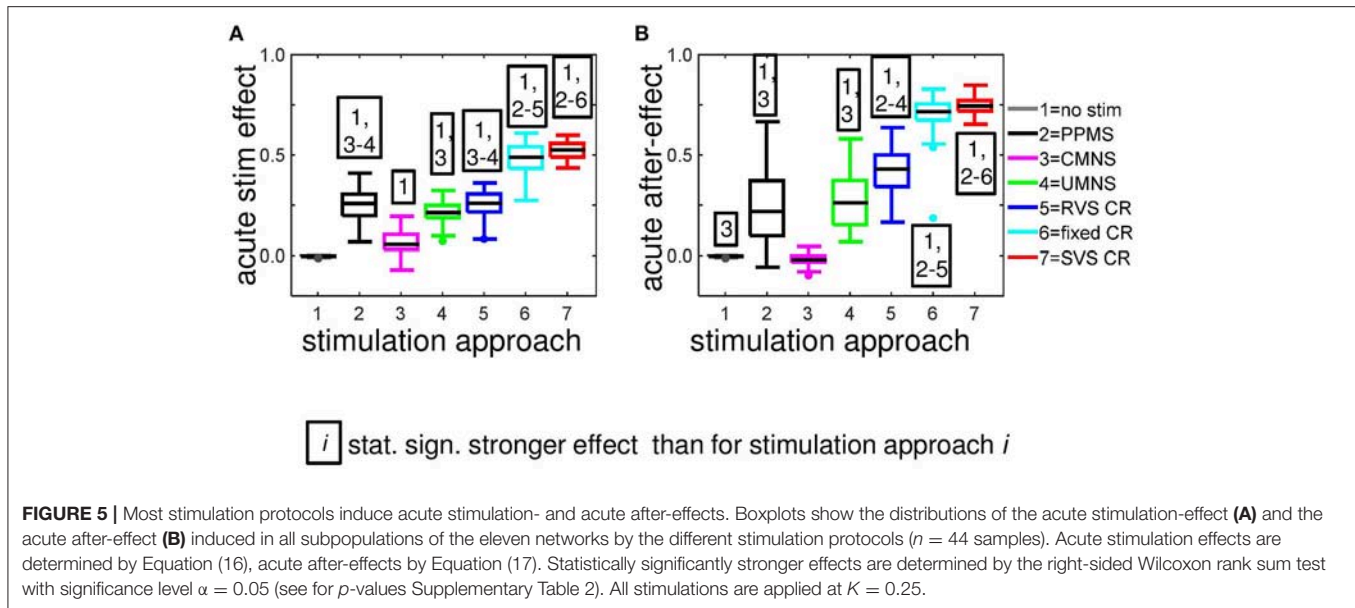 A
B
1.0
0.5
0.0
acute stim effect
1,
3-4
1
1,
3
1,
3-4
1,
2-5
1,
2-6
1 2 3 4 5 6 7
stimulation approach
1.0
0.5
0.0
acute after-effect
3
1,
3
1,
3
1,
2-4
1,
2-5
1,
2-6
1 2 3 4 5 6 7
stimulation approach
1=no stim
2=PPMS
3=CMNS
4=UMNS
5=RVS CR
6=fixed CR
7=SVS CR
i stat. sign. stronger effect than for stimulation approach i
FIGURE 5 | Most stimulation protocols induce acute stimulation- and acute after-effects. Boxplots show the distributions of the acute stimulation-effect (A) and the
acute after-effect (B) induced in all subpopulations of the eleven networks by the different stimulation protocols (n = 44 samples). Acute stimulation effects are
determined by Equation (16), acute after-effects by Equation (17). Statistically significantly stronger effects are determined by the right-sided Wilcoxon rank sum test
with significance level α = 0.05 (see for p-values Supplementary Table 2). All stimulations are applied at K = 0.25.